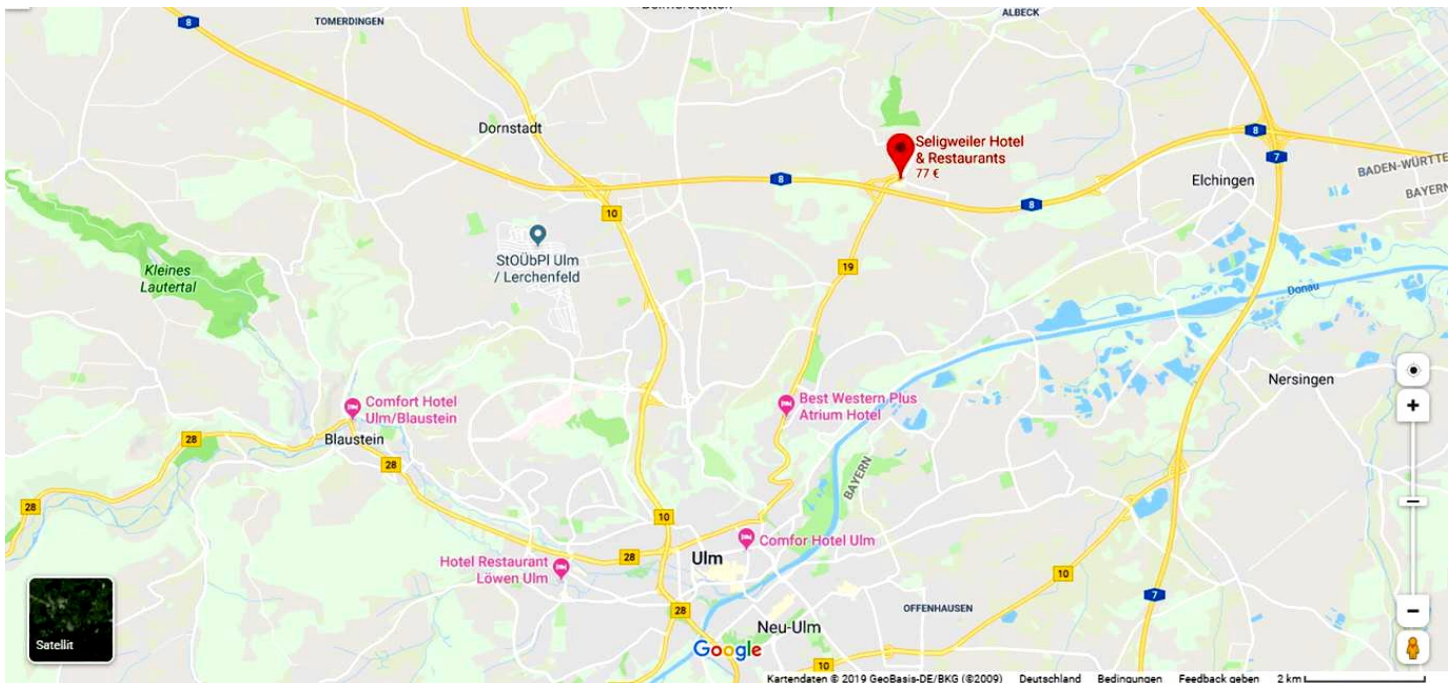 TOMERDINGEN
ALBECK
8
Dornstadt
8
8
7
Seligweiler Hotel
& Restaurants
77 €
8
8
Elchingen
BADEN-WÜRTTE
BAYERN
10
StOÜbPl Ulm
/ Lerchenfeld
Kleines
Lautertal
19
Donau
Nersingen
Best Western Plus
Atrium Hotel
Comfort Hotel
Ulm/Blaustein
Blaustein
28
28
28
BAYERN
10
Comfor Hotel Ulm
Ulm
28
Hotel Restaurant
Löwen Ulm
10
7
28
OFFENHAUSEN
Neu-Ulm
Satellit
Google
10
Kartendaten © 2019 GeoBasis-DE/BKG (©2009) Deutschland Bedingungen Feedback geben 2 km